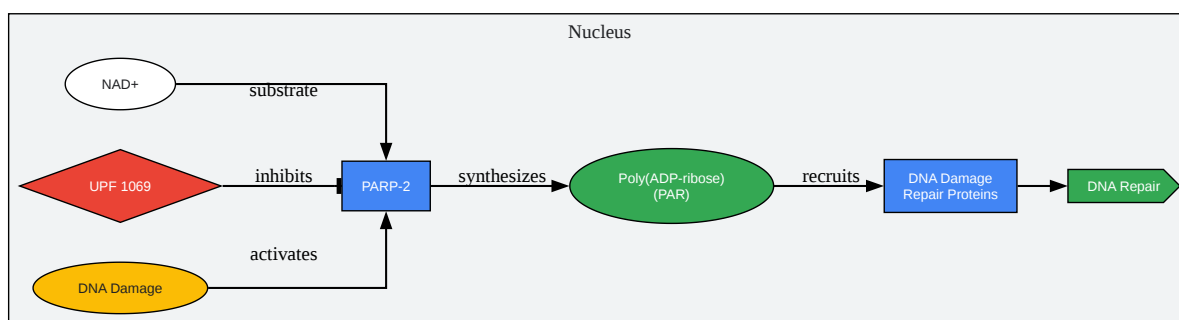 Nucleus
NAD+
substrate
UPF 1069
inhibits
PARP-2
synthesizes
Poly(ADP-ribose)
(PAR)
recruits
DNA Damage
Repair Proteins
DNA Repair
activates
DNA Damage